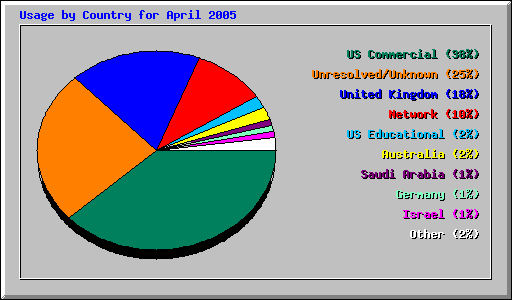 Usage by Country for April 2005
US Commercial (38%)
Unresolved/Unknown (25%)
United Kingdom (18%)
Network (10%)
US Educational (2%)
Australia (2%)
Saudi Arabia (1%)
Germany (1%)
Israel (1%)
Other (2%)